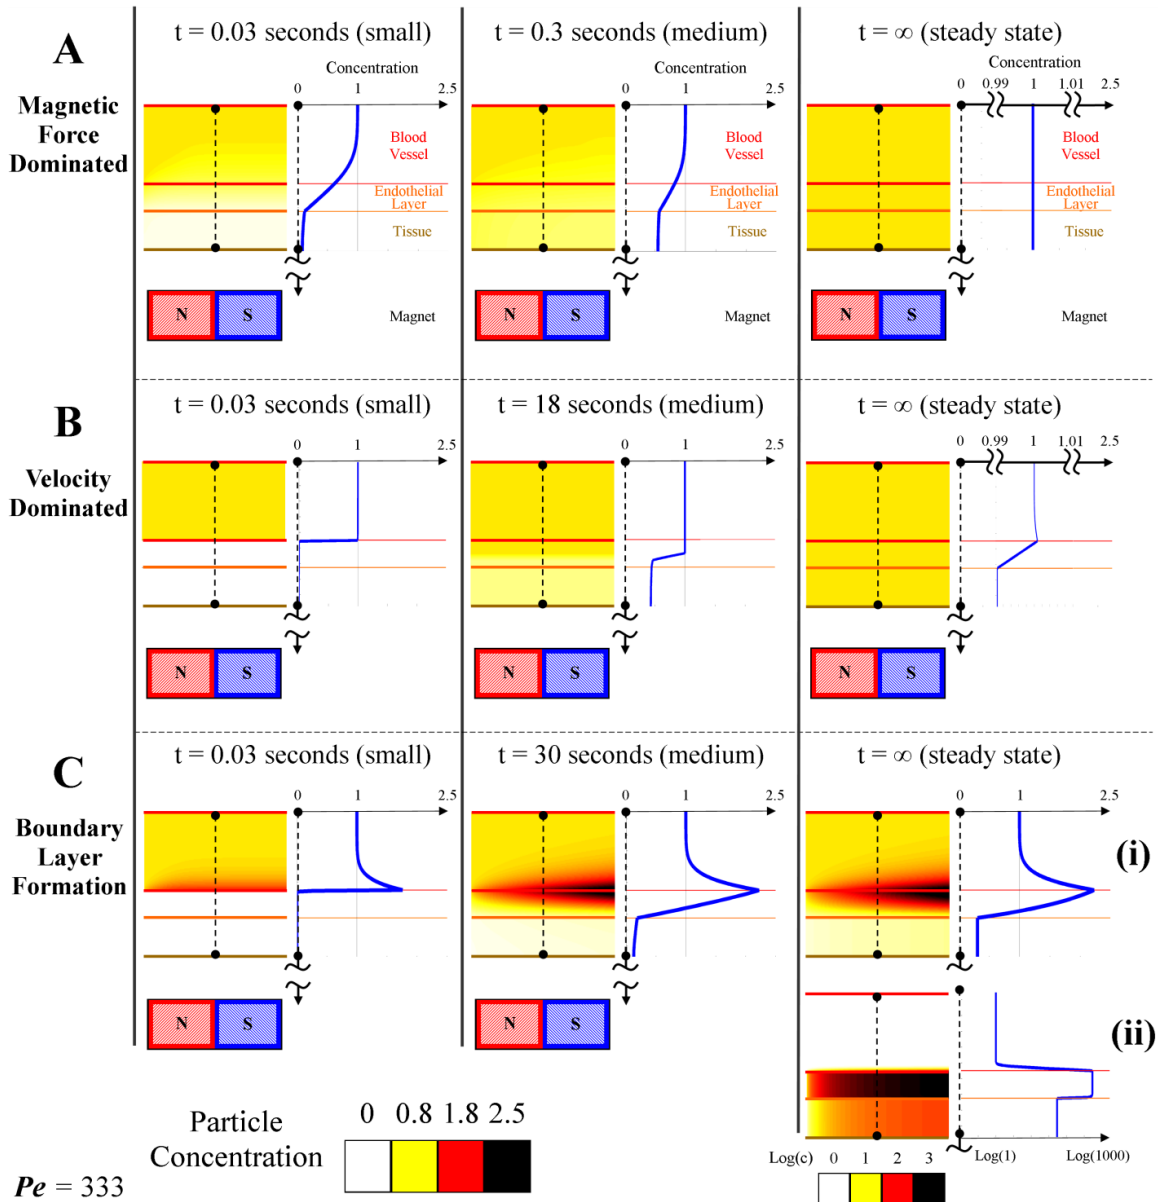 A
Magnetic
Force
Dominated
t = 0.03 seconds (small)
Concentration
0 1 2.5
Blood
Vessel
Endothelial
Layer
Tissue
N S
Magnet
t = 0.3 seconds (medium)
Concentration
0 1 2.5
Blood
Vessel
Endothelial
Layer
Tissue
N S
Magnet
t = ∞ (steady state)
Concentration
0 0.99 1 1.01 2.5
Blood
Vessel
Endothelial
Layer
Tissue
N S
Magnet
B
Velocity
Dominated
t = 0.03 seconds (small)
0 1 2.5
N S
t = 18 seconds (medium)
0 1 2.5
N S
t = ∞ (steady state)
0 0.99 1 1.01 2.5
N S
C
Boundary
Layer
Formation
t = 0.03 seconds (small)
0 1 2.5
N S
t = 30 seconds (medium)
0 1 2.5
N S
t = ∞ (steady state)
0 1 2.5
(i)
(ii)
Log(1) Log(1000)
Log(c) 0 1 2 3
Particle
Concentration
0 0.8 1.8 2.5
Pe = 333